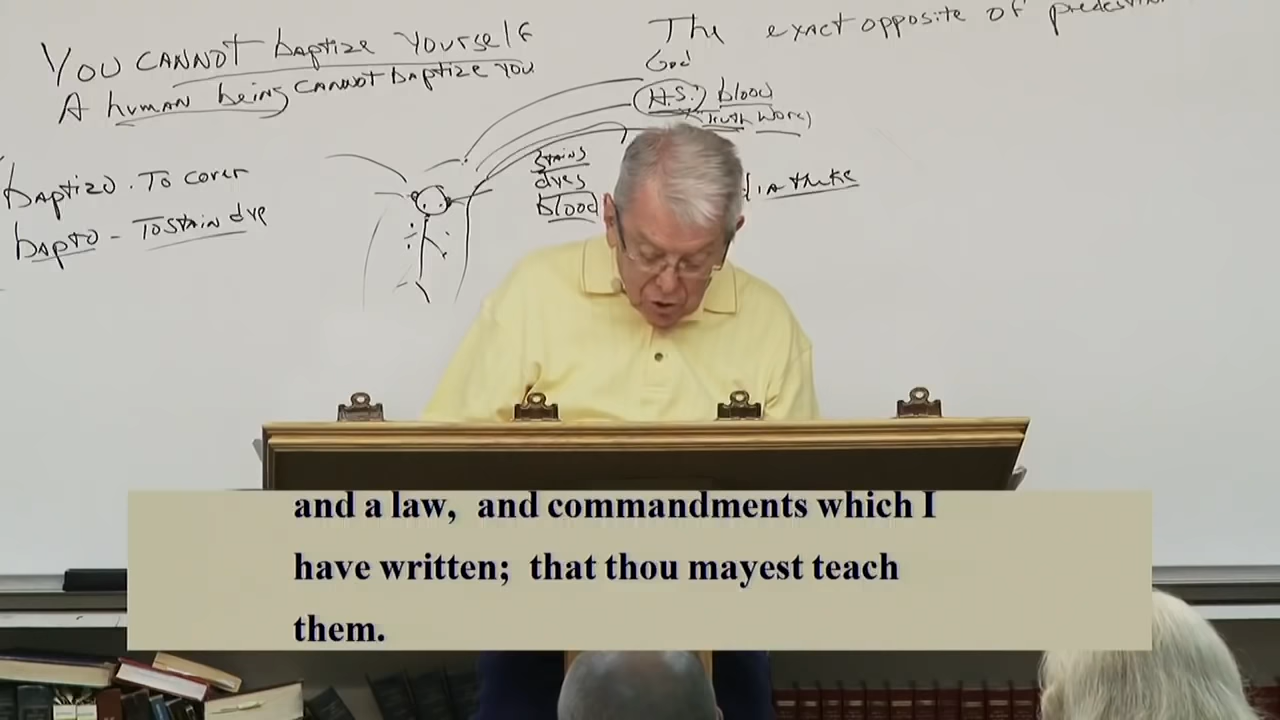 YOU CANNOT baptize YOURSELF
A human being CANNOT baptize YOU
The exact opposite of
God
H.S. blood
Truth Word
baptizo . To cover
bapto - To stain dye
stains
dyes
blood
and a law, and commandments which I
have written; that thou mayest teach
them.